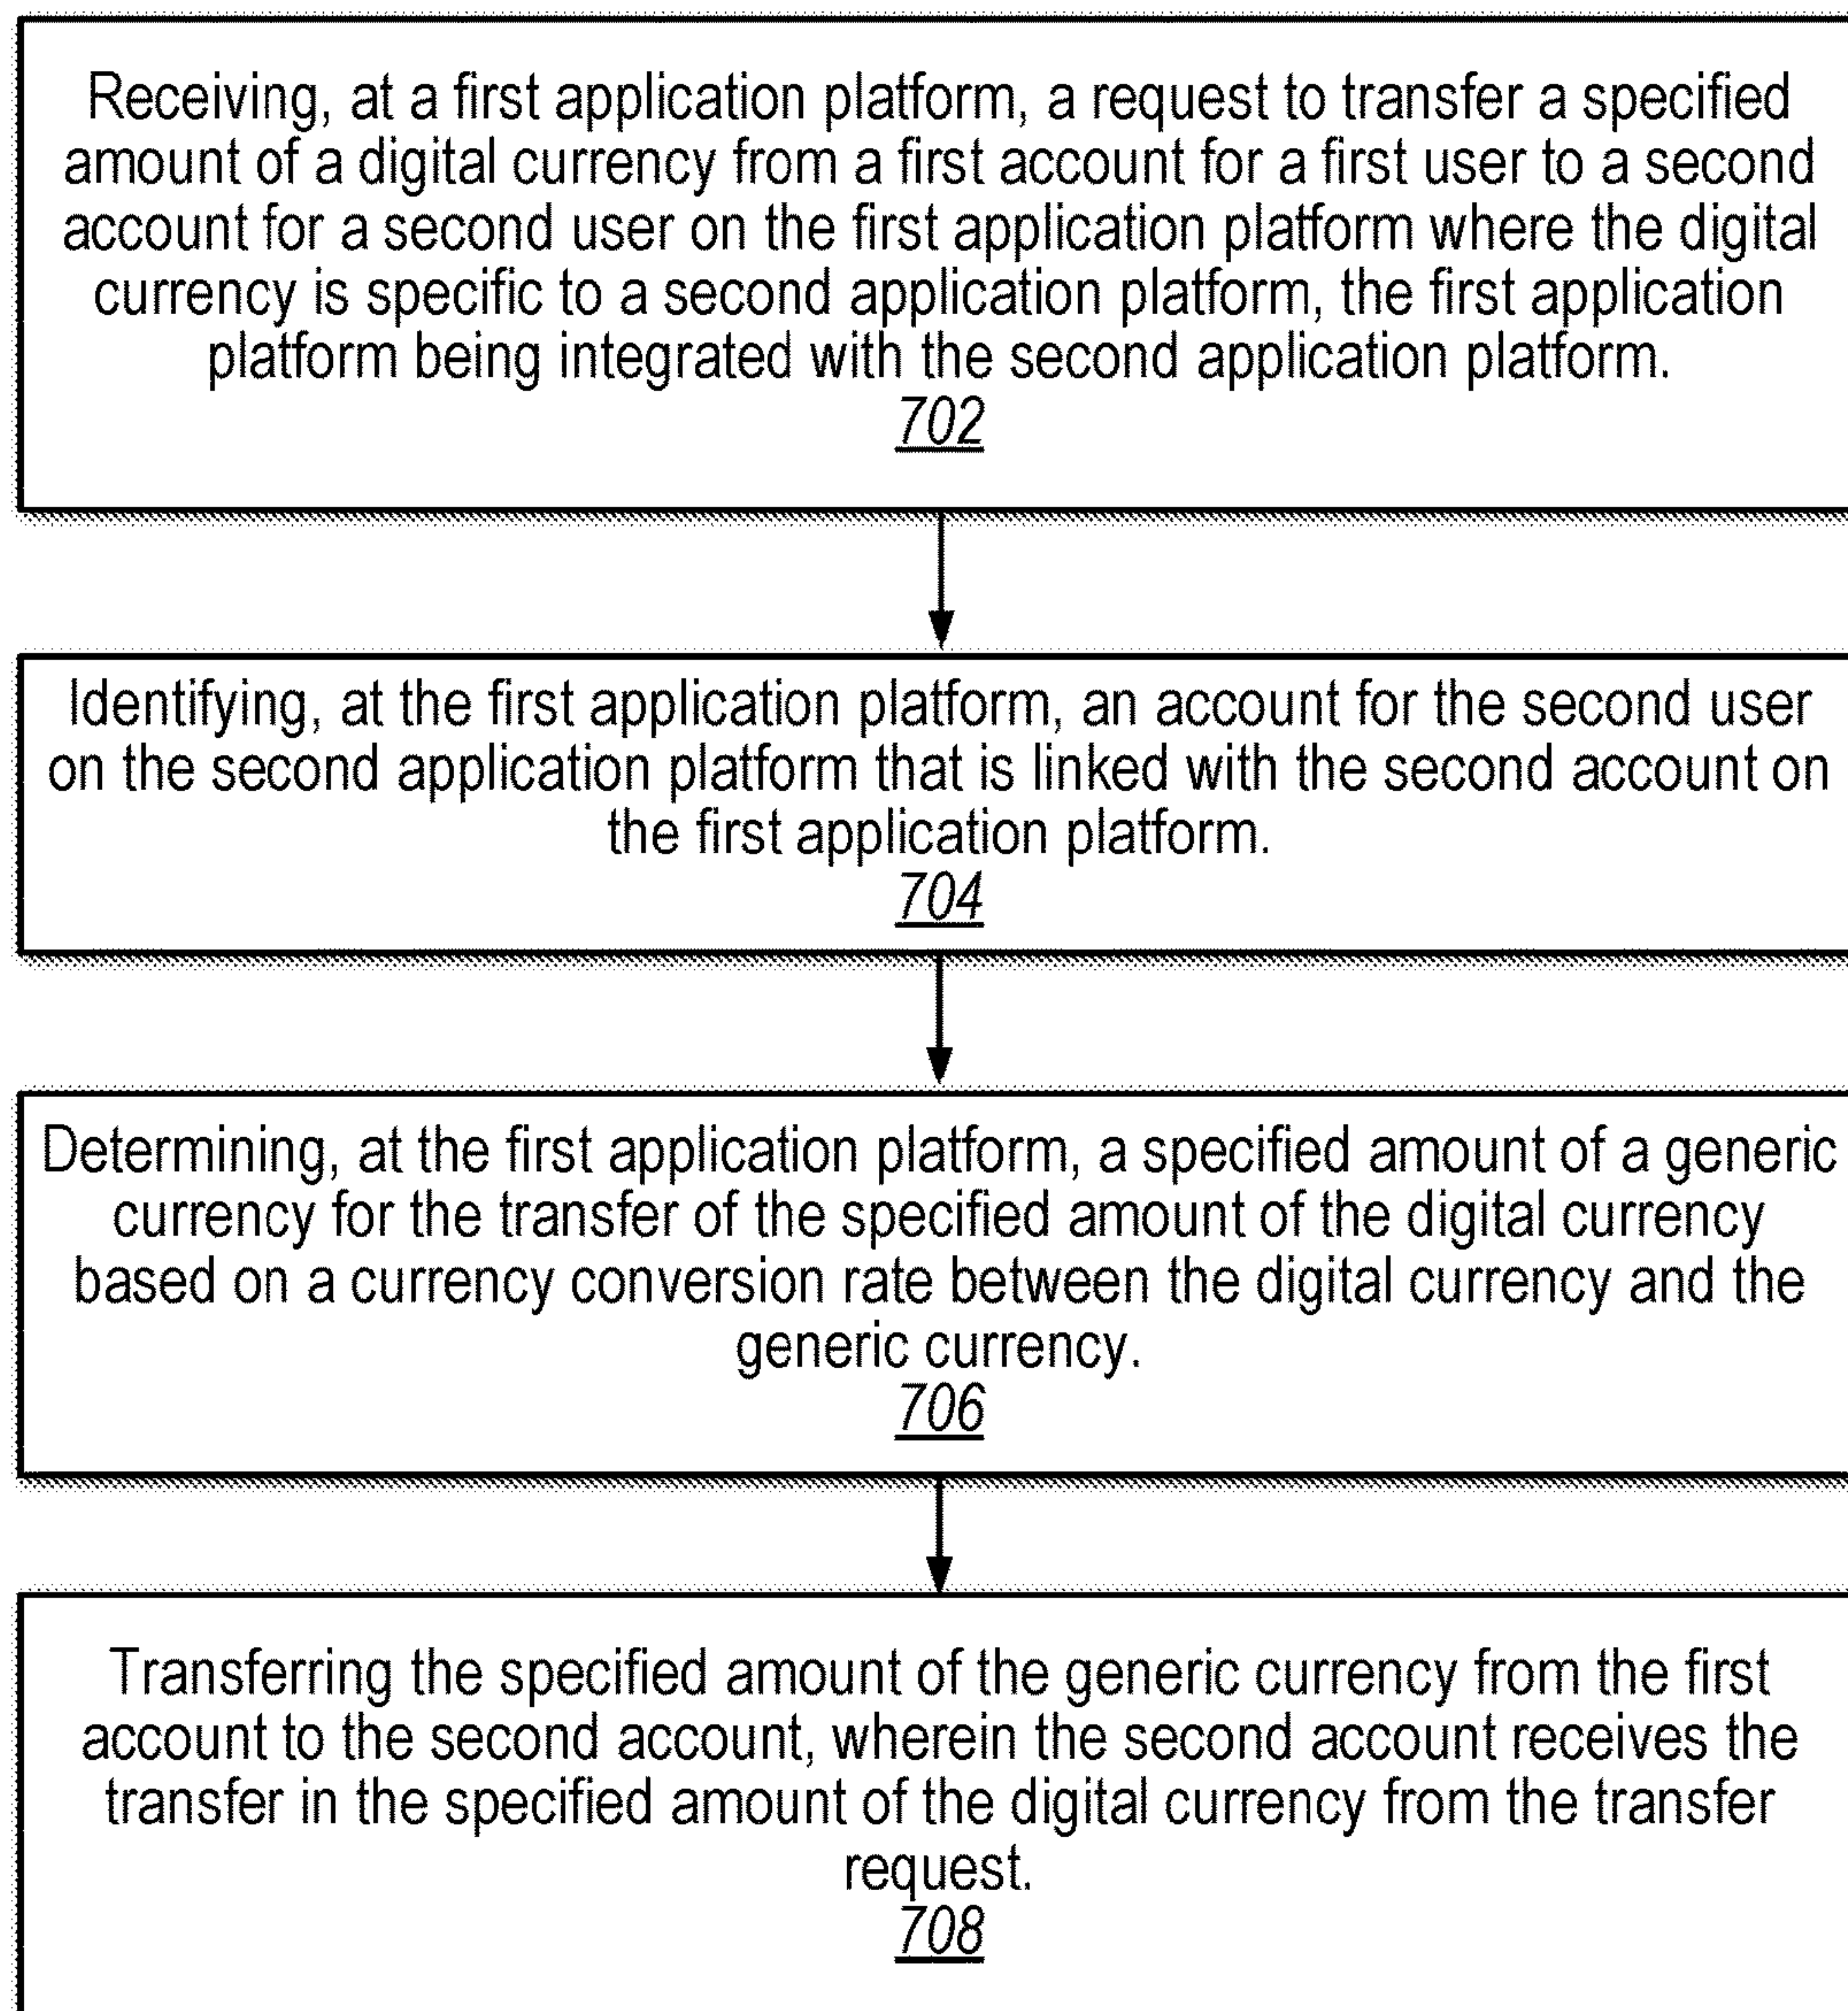 Receiving, at a first application platform, a request to transfer a specified
amount of a digital currency from a first account for a first user to a second
account for a second user on the first application platform where the digital
currency is specific to a second application platform, the first application
platform being integrated with the second application platform.
702
Identifying, at the first application platform, an account for the second user
on the second application platform that is linked with the second account on
the first application platform.
704
Determining, at the first application platform, a specified amount of a generic
currency for the transfer of the specified amount of the digital currency
based on a currency conversion rate between the digital currency and the
generic currency.
706
Transferring the specified amount of the generic currency from the first
account to the second account, wherein the second account receives the
transfer in the specified amount of the digital currency from the transfer
request.
708